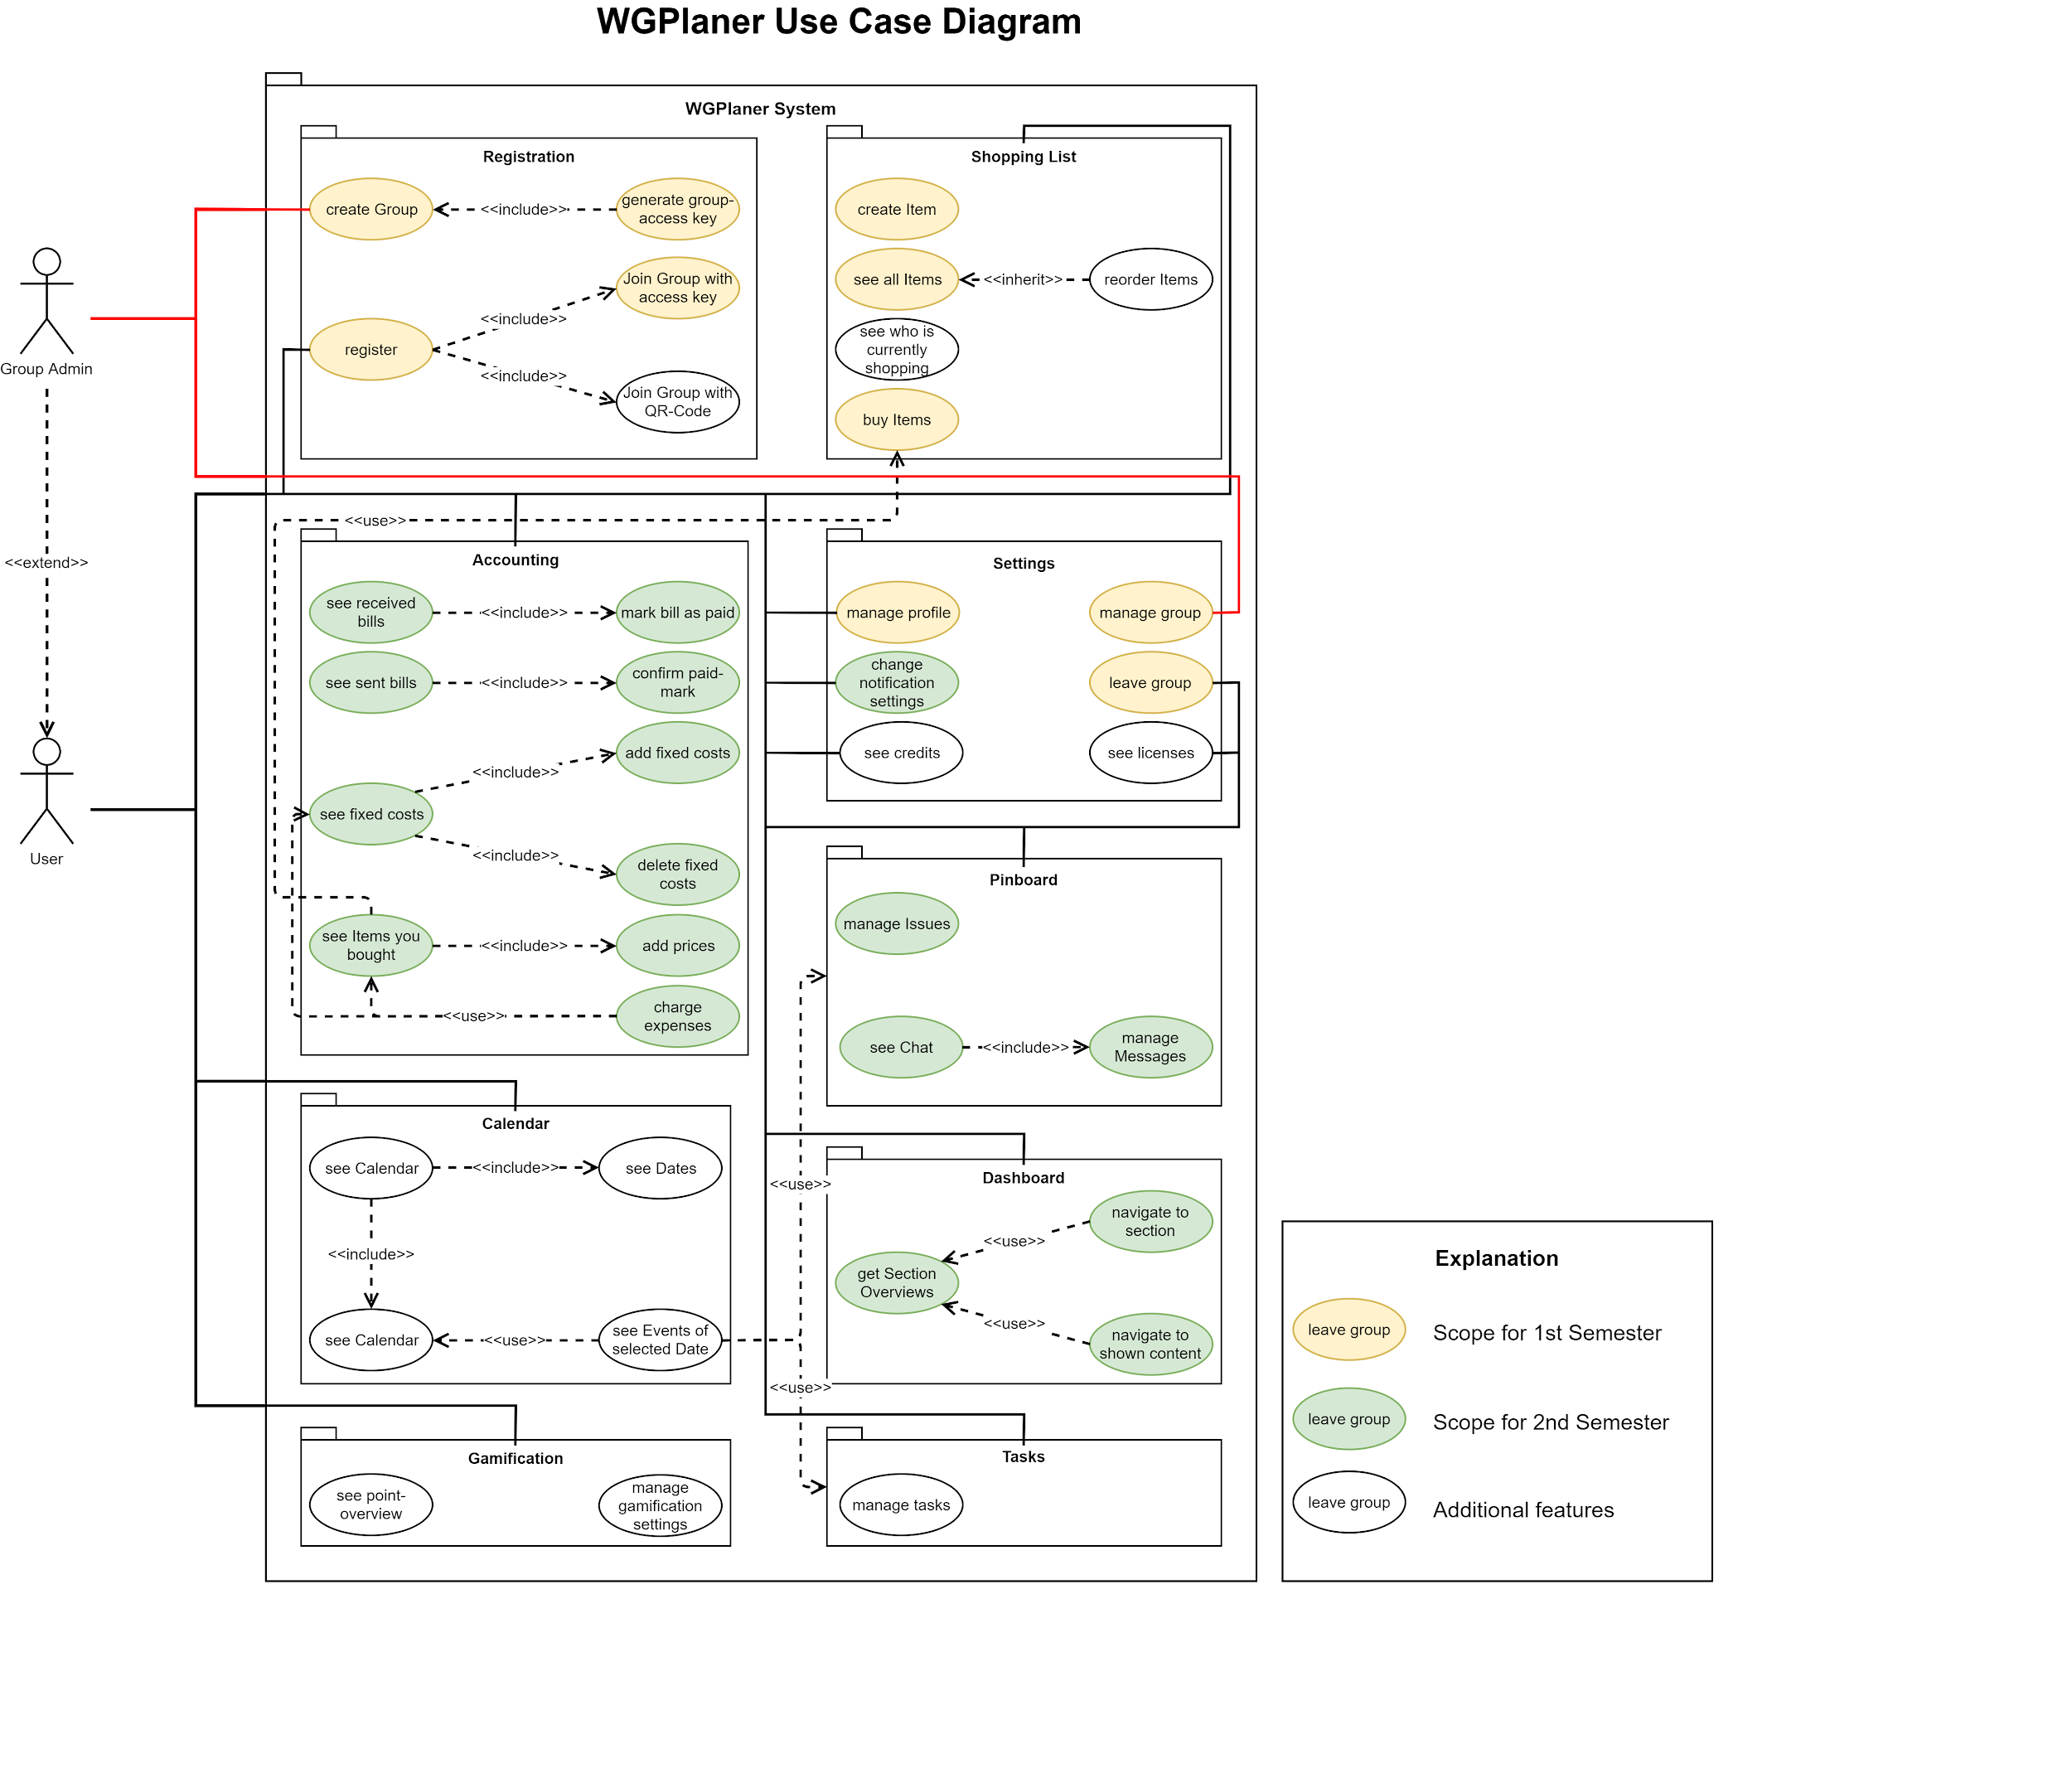 WGPlaner Use Case Diagram
WGPlaner System
Registration
create Group
<<include>>
generate group-
access key
Join Group with
access key
<<include>>
register
<<include>>
Join Group with
QR-Code
Shopping List
create Item
see all Items
<<inherit>>
reorder Items
see who is
currently
shopping
buy Items
Group Admin
<<extend>>
User
<<use>>
Accounting
see received
bills
<<include>>
mark bill as paid
see sent bills
<<include>>
confirm paid-
mark
add fixed costs
<<include>>
see fixed costs
<<include>>
delete fixed
costs
see Items you
bought
<<include>>
add prices
<<use>>
charge
expenses
Settings
manage profile
manage group
change
notification
settings
leave group
see credits
see licenses
Pinboard
manage Issues
see Chat
<<include>>
manage
Messages
Calendar
see Calendar
<<include>>
see Dates
<<include>>
see Calendar
<<use>>
see Events of
selected Date
<<use>>
<<use>>
Dashboard
navigate to
section
<<use>>
get Section
Overviews
<<use>>
navigate to
shown content
Gamification
see point-
overview
manage
gamification
settings
Tasks
manage tasks
Explanation
leave group
Scope for 1st Semester
leave group
Scope for 2nd Semester
leave group
Additional features